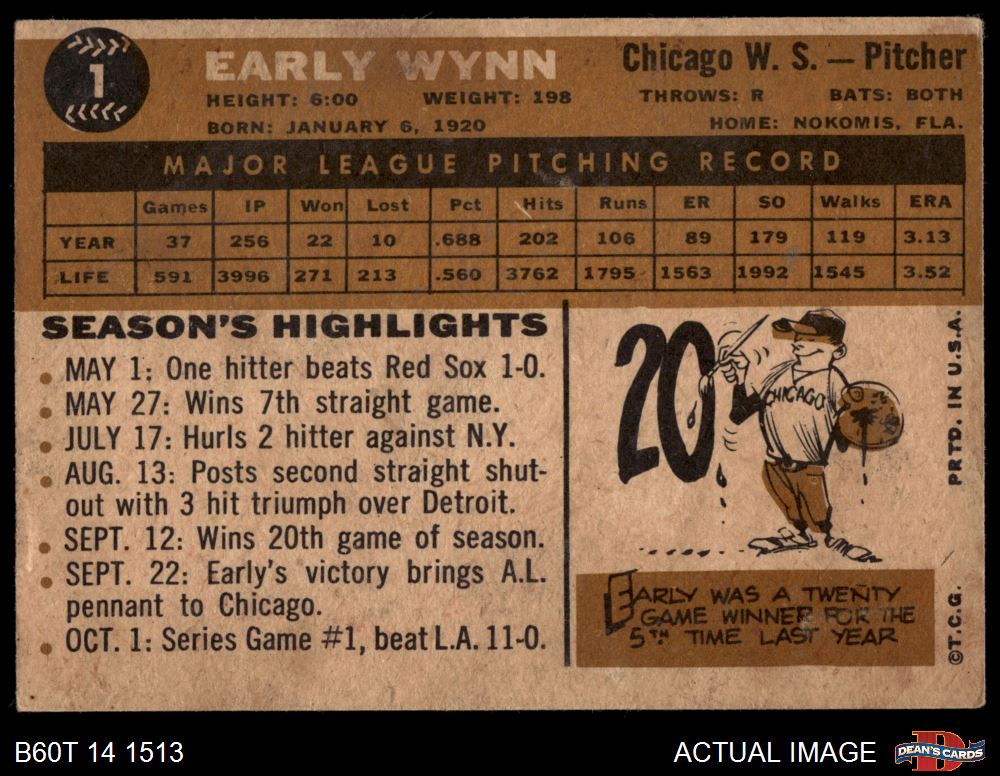 1
EARLY WYNN
Chicago W. S. — Pitcher
HEIGHT: 6:00 WEIGHT: 198 THROWS: R BATS: BOTH
BORN: JANUARY 6, 1920 HOME: NOKOMIS, FLA.
MAJOR LEAGUE PITCHING RECORD
Games IP Won Lost Pct Hits Runs ER SO Walks ERA
YEAR 37 256 22 10 .688 202 106 89 179 119 3.13
LIFE 591 3996 271 213 .560 3762 1795 1563 1992 1545 3.52
SEASON'S HIGHLIGHTS
• MAY 1: One hitter beats Red Sox 1-0.
• MAY 27: Wins 7th straight game.
• JULY 17: Hurls 2 hitter against N.Y.
• AUG. 13: Posts second straight shut-
out with 3 hit triumph over Detroit.
• SEPT. 12: Wins 20th game of season.
• SEPT. 22: Early's victory brings A.L.
pennant to Chicago.
• OCT. 1: Series Game #1, beat L.A. 11-0.
20
CHICAGO
EARLY WAS A TWENTY
GAME WINNER FOR THE
5TH TIME LAST YEAR
©T.C.G. PRTD. IN U.S.A.
B60T 14 1513
ACTUAL IMAGE
D
DEAN'S CARDS